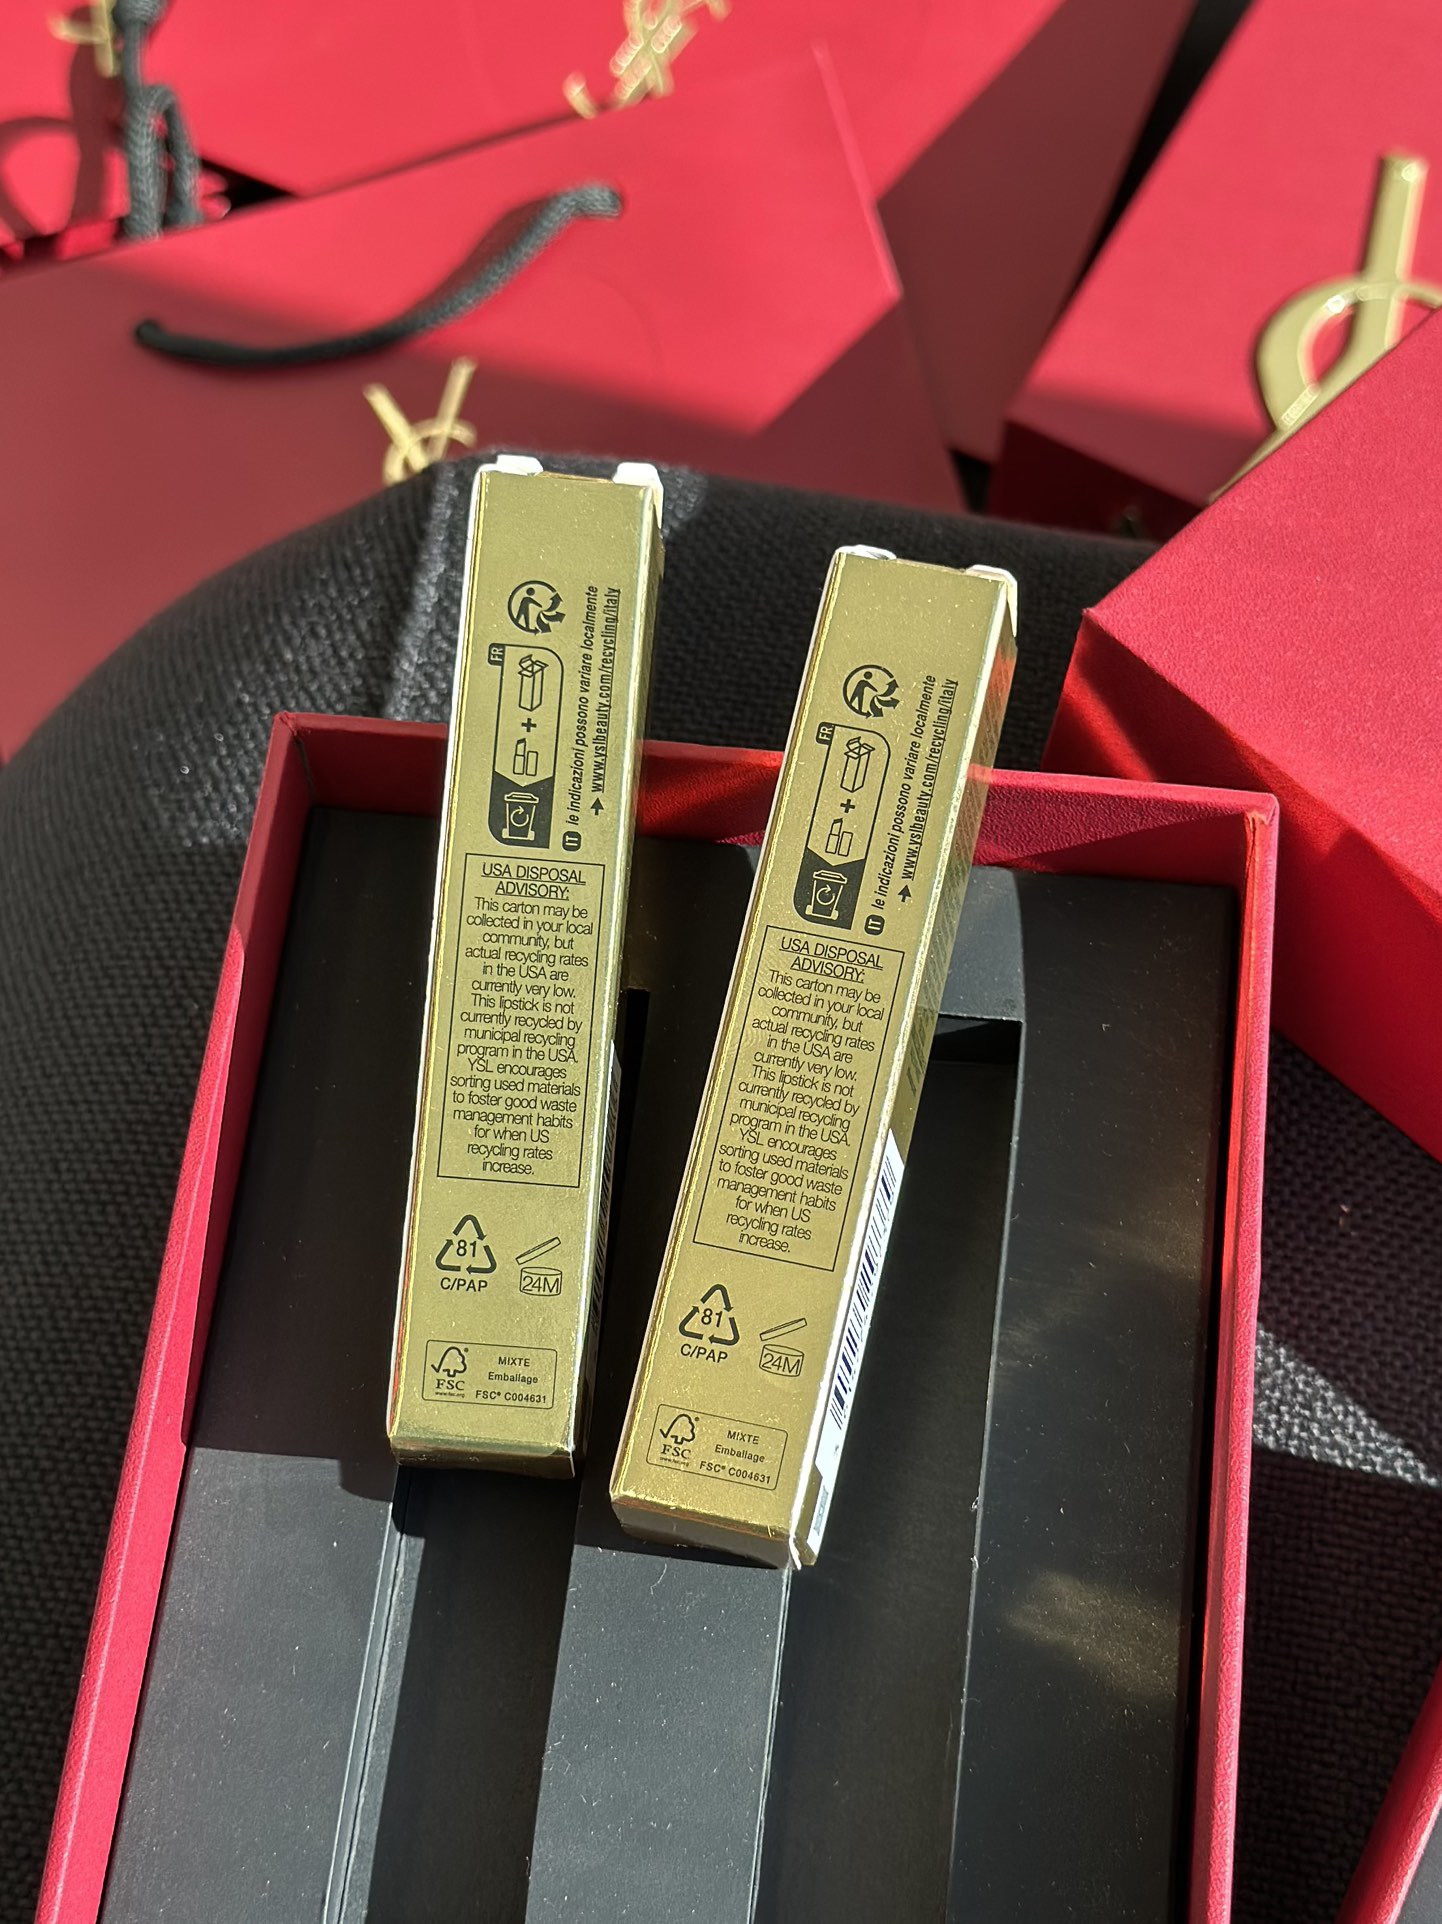 FR
+
IT le indicazioni possono variare localmente
➔ www.yslbeauty.com/recycling/italy
USA DISPOSAL
ADVISORY:
This carton may be
collected in your local
community, but
actual recycling rates
in the USA are
currently very low.
This lipstick is not
currently recycled by
municipal recycling
program in the USA.
YSL encourages
sorting used materials
to foster good waste
management habits
for when US
recycling rates
increase.
81
C/PAP
24M
FSC
www.fsc.org
MIXTE
Emballage
FSC® C004631
FR
+
IT le indicazioni possono variare localmente
➔ www.yslbeauty.com/recycling/italy
USA DISPOSAL
ADVISORY:
This carton may be
collected in your local
community, but
actual recycling rates
in the USA are
currently very low.
This lipstick is not
currently recycled by
municipal recycling
program in the USA.
YSL encourages
sorting used materials
to foster good waste
management habits
for when US
recycling rates
increase.
81
C/PAP
24M
FSC
www.fsc.org
MIXTE
Emballage
FSC® C004631